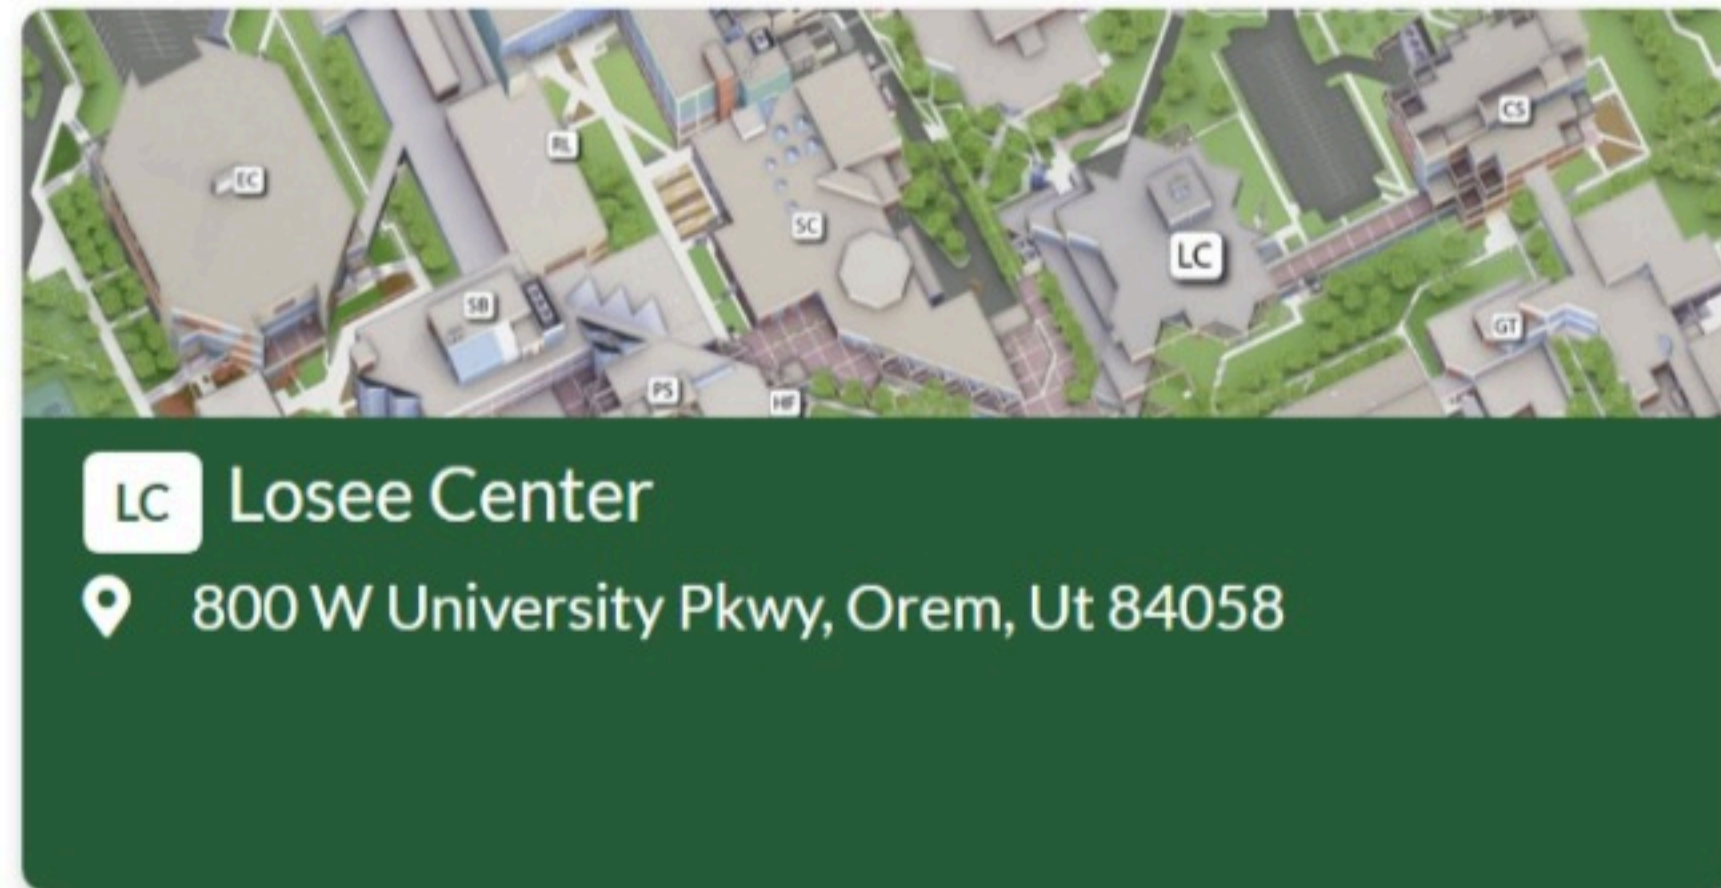 EC
RL
SC
CS
LC
SB
GT
PS
HF
LC Losee Center
800 W University Pkwy, Orem, Ut 84058